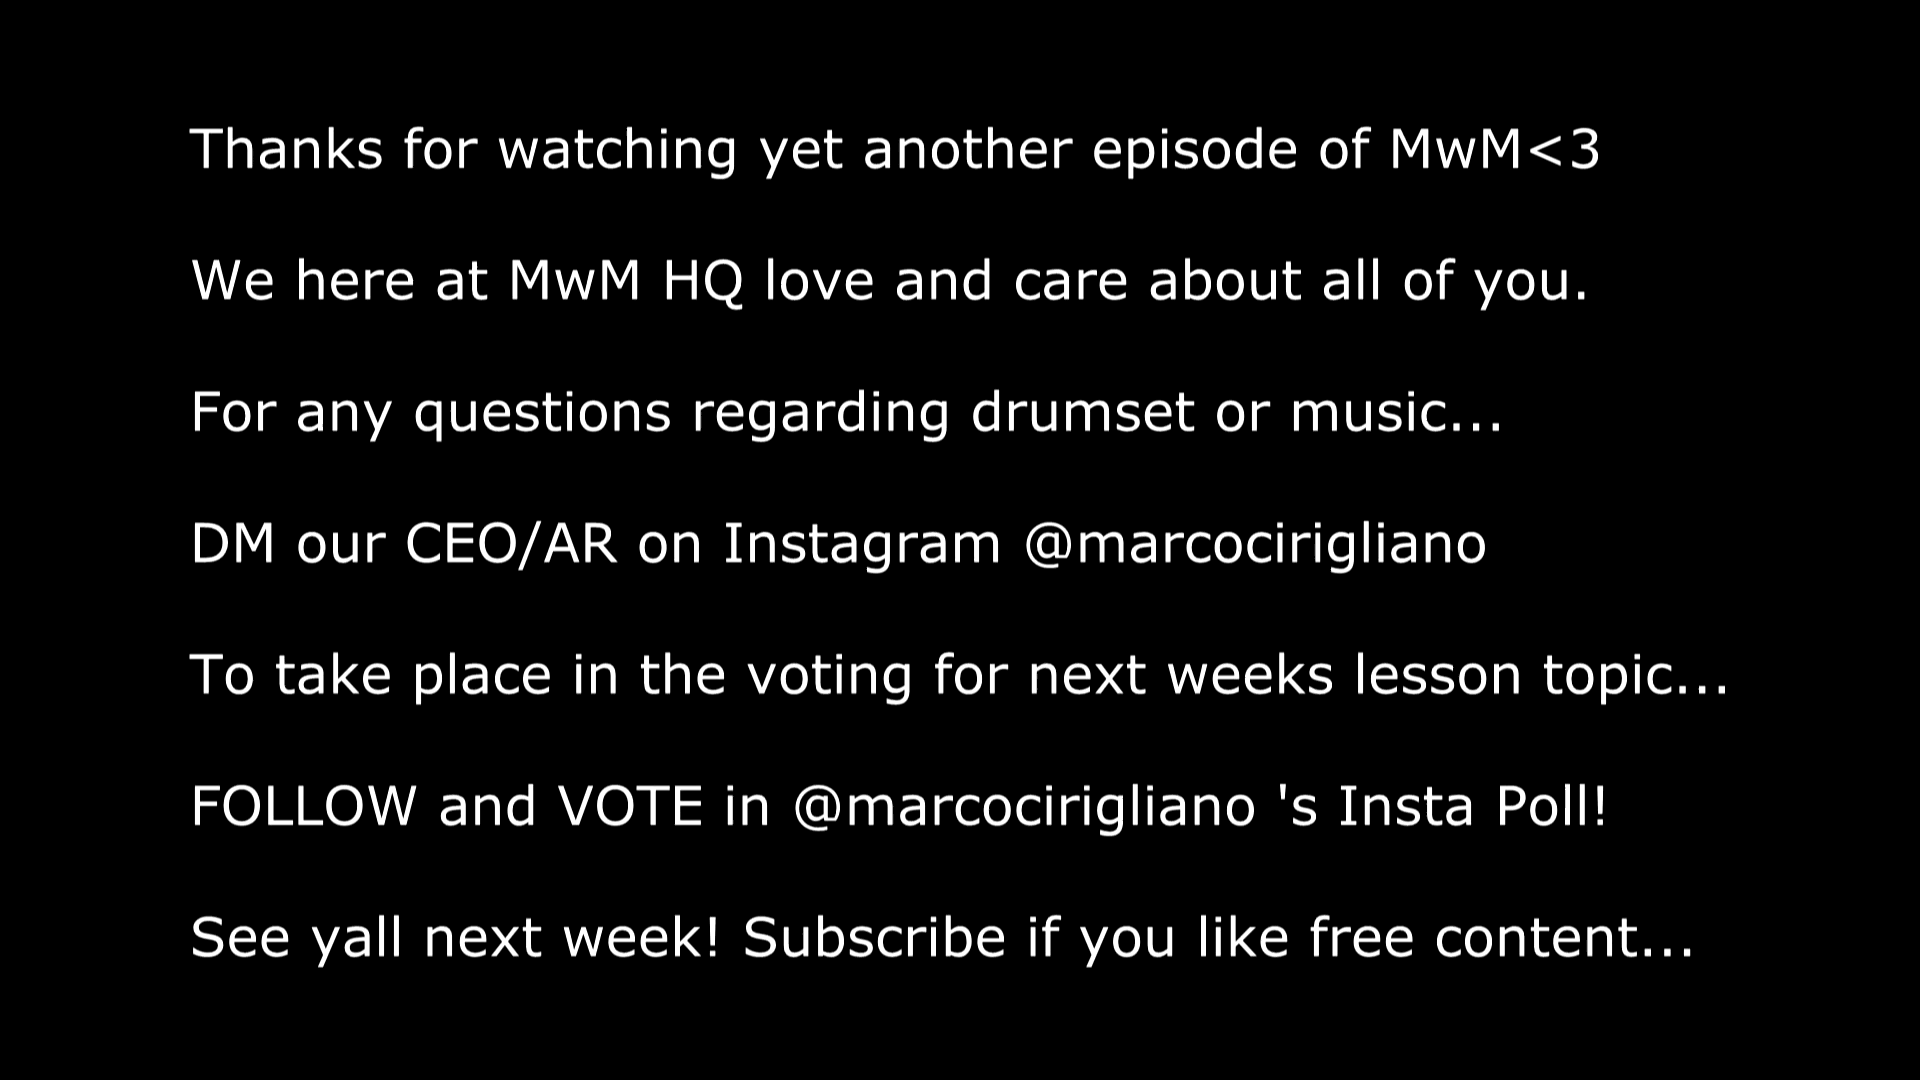 Thanks for watching yet another episode of MwM<3
We here at MwM HQ love and care about all of you.
For any questions regarding drumset or music...
DM our CEO/AR on Instagram @marcocirigliano
To take place in the voting for next weeks lesson topic...
FOLLOW and VOTE in @marcocirigliano 's Insta Poll!
See yall next week! Subscribe if you like free content...